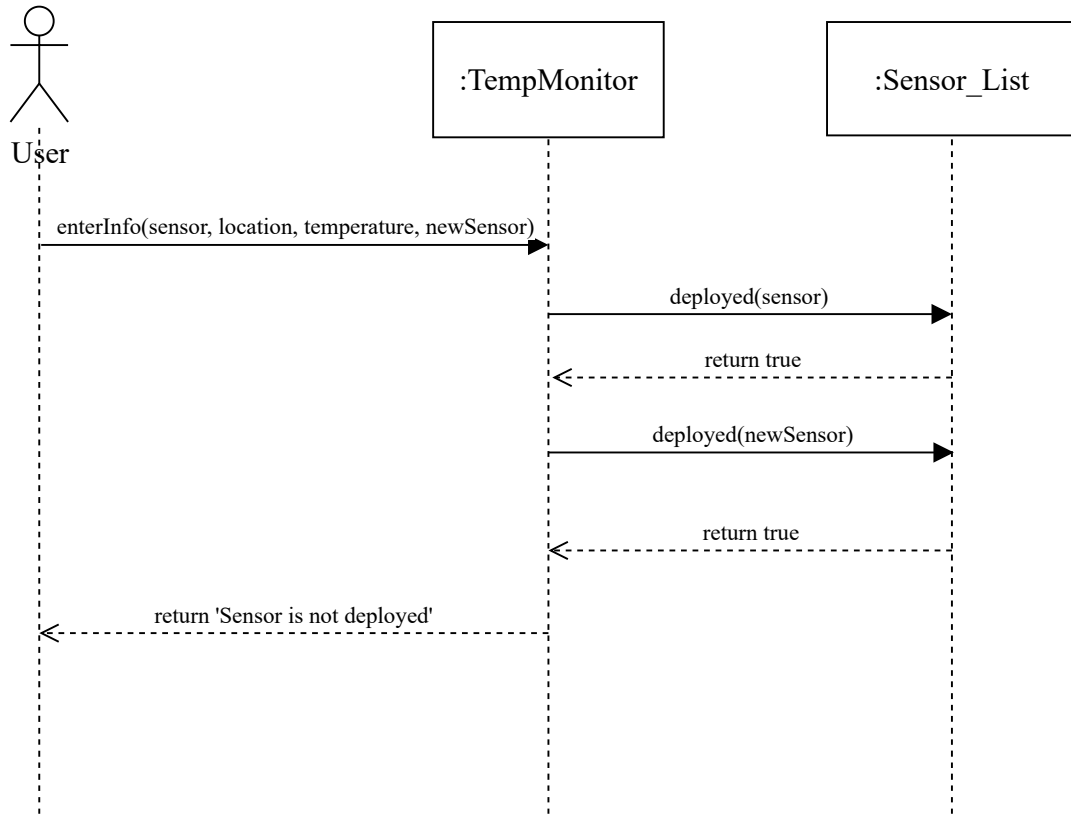 :TempMonitor
:Sensor_List
User
enterInfo(sensor, location, temperature, newSensor)
deployed(sensor)
return true
deployed(newSensor)
return true
return 'Sensor is not deployed'